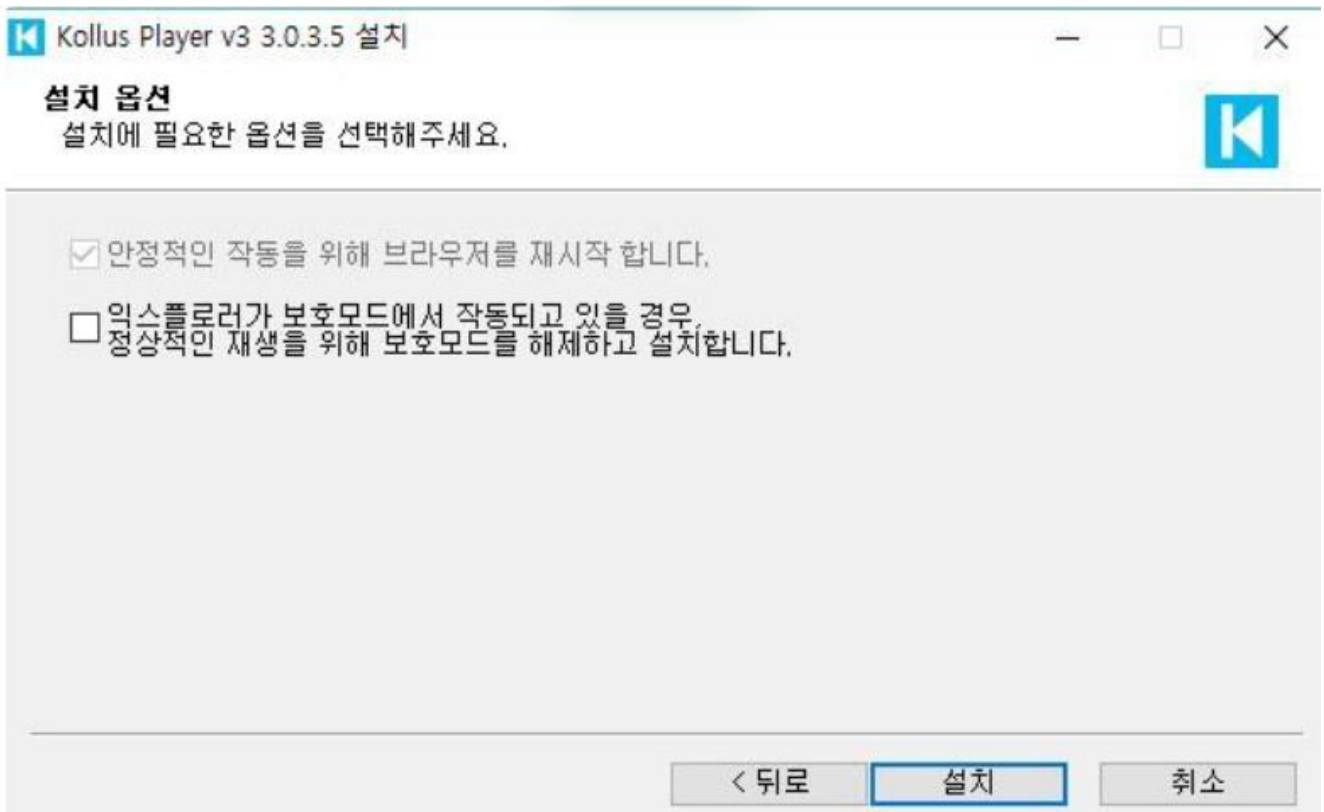 Kollus Player v3 3.0.3.5 설치
설치 옵션
설치에 필요한 옵션을 선택해주세요.
안정적인 작동을 위해 브라우저를 재시작 합니다.
익스플로러가 보호모드에서 작동되고 있을 경우,
정상적인 재생을 위해 보호모드를 해제하고 설치합니다.
< 뒤로 설치 취소